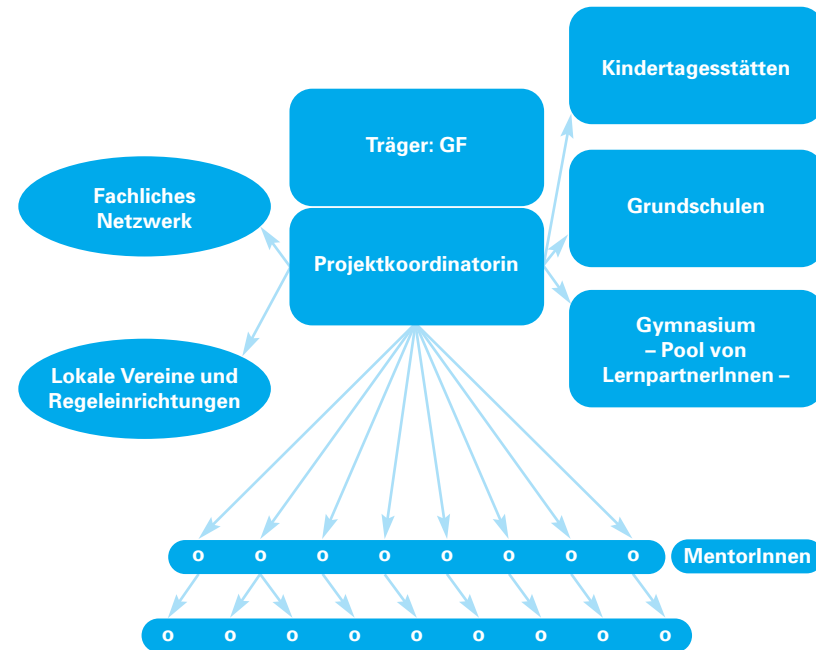 Kindertagesstätten
Träger: GF
Fachliches
Netzwerk
Grundschulen
Projektkoordinatorin
Gymnasium
– Pool von
LernpartnerInnen –
Lokale Vereine und
Regeleinrichtungen
o o o o o o o o
MentorInnen
o o o o o o o o o